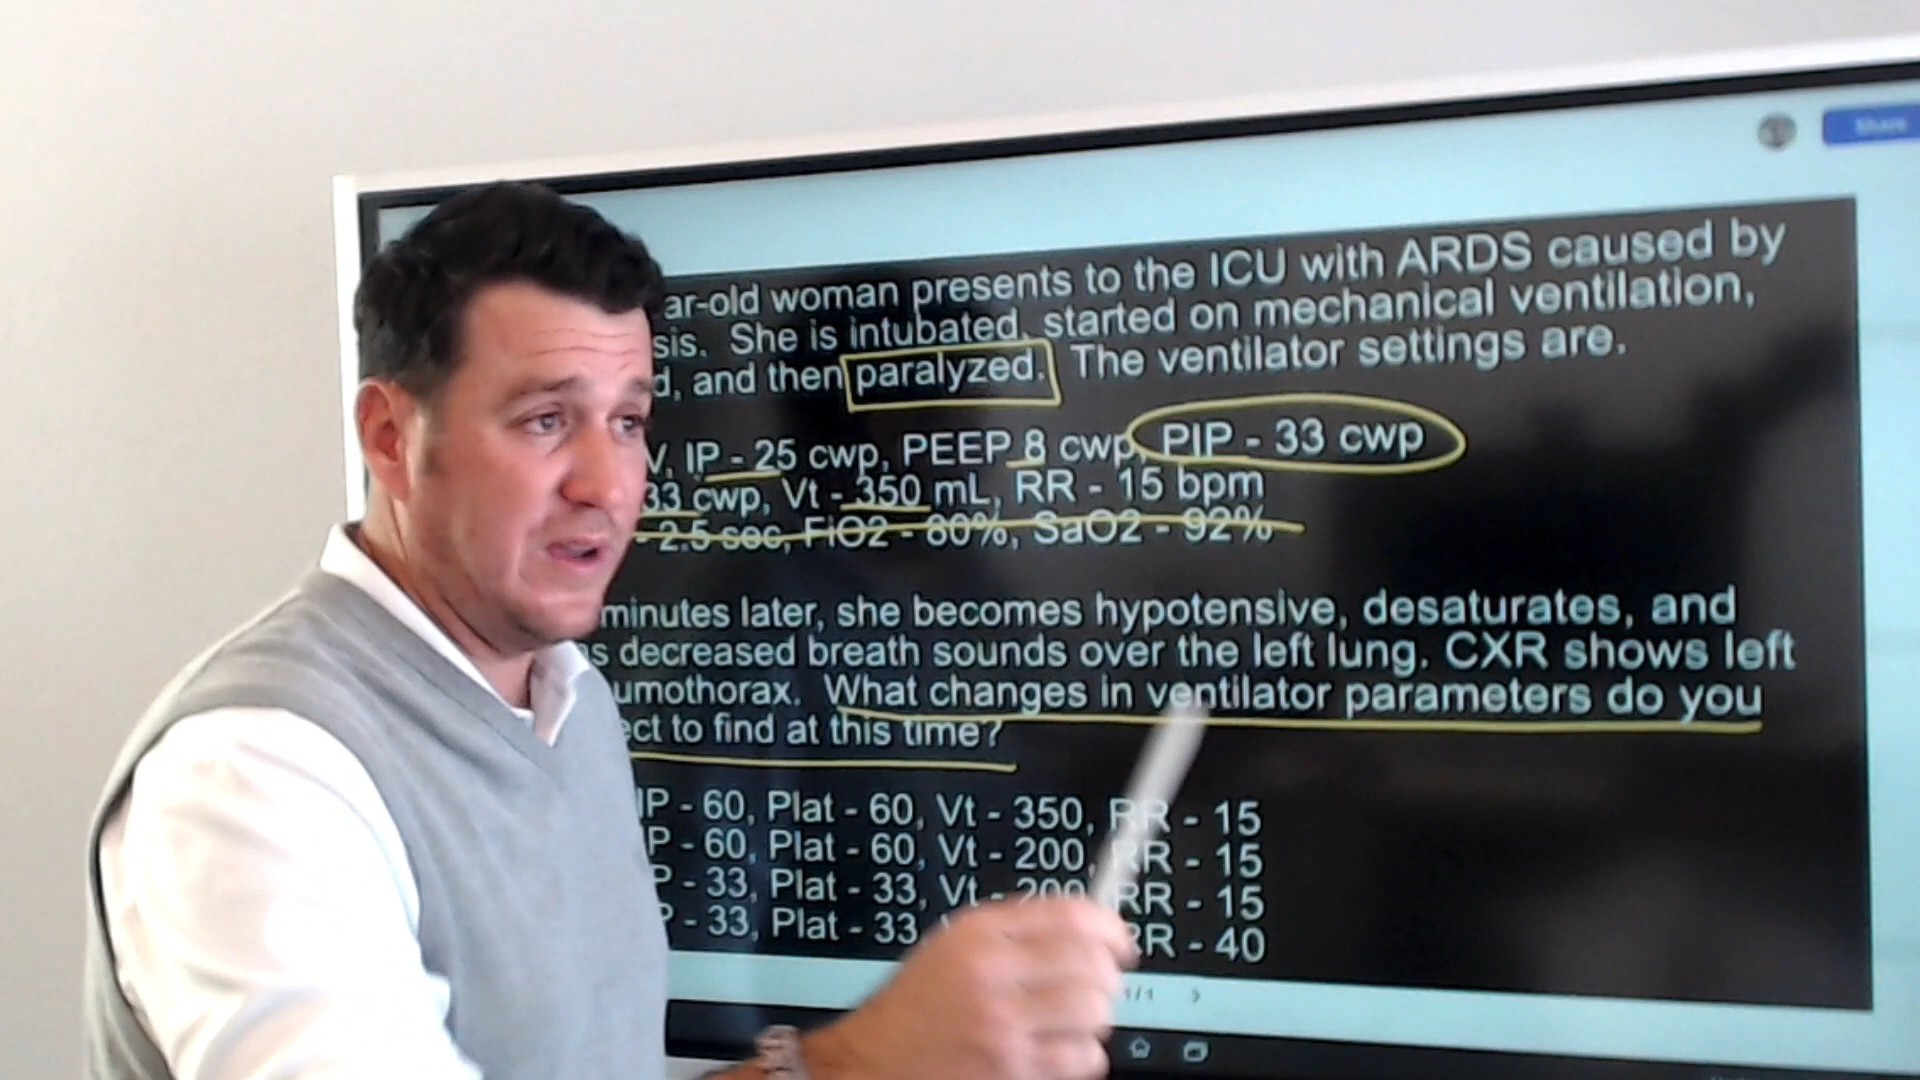 Share
ar-old woman presents to the ICU with ARDS caused by
sis. She is intubated, started on mechanical ventilation,
d, and then paralyzed. The ventilator settings are.
V, IP - 25 cwp, PEEP 8 cwp, PIP - 33 cwp
33 cwp, Vt - 350 mL, RR - 15 bpm
- 2.5 sec, FiO2 - 80%, SaO2 - 92%
minutes later, she becomes hypotensive, desaturates, and
s decreased breath sounds over the left lung. CXR shows left
umothorax. What changes in ventilator parameters do you
ect to find at this time?
IP - 60, Plat - 60, Vt - 350, RR - 15
IP - 60, Plat - 60, Vt - 200, RR - 15
P - 33, Plat - 33, Vt - 200, RR - 15
P - 33, Plat - 33, RR - 40
1/1